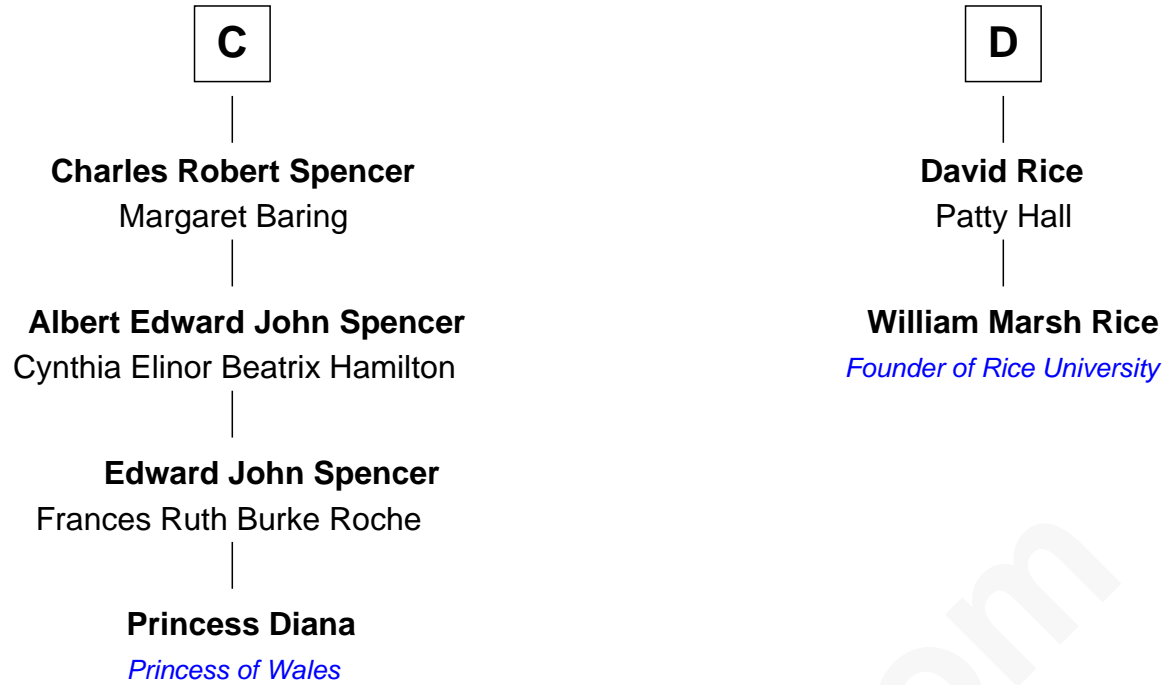 C
Charles Robert Spencer
Margaret Baring
Albert Edward John Spencer
Cynthia Elinor Beatrix Hamilton
Edward John Spencer
Frances Ruth Burke Roche
Princess Diana
Princess of Wales
D
David Rice
Patty Hall
William Marsh Rice
Founder of Rice University
om